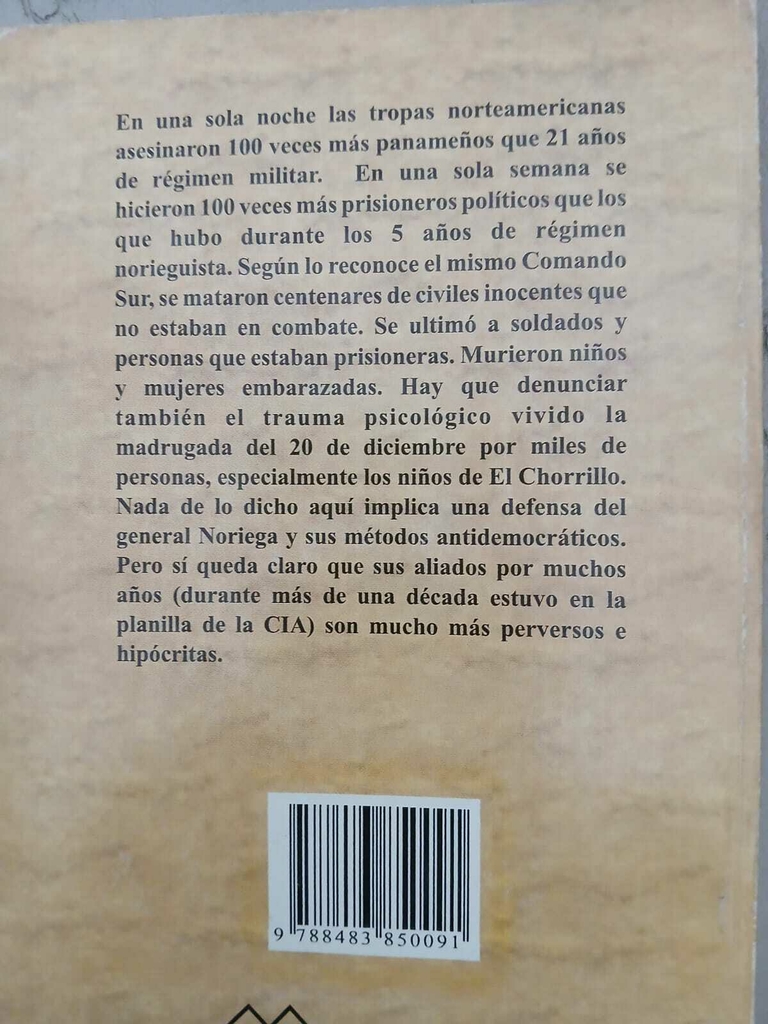 En una sola noche las tropas norteamericanas
asesinaron 100 veces más panameños que 21 años
de régimen militar. En una sola semana se
hicieron 100 veces más prisioneros políticos que los
que hubo durante los 5 años de régimen
norieguista. Según lo reconoce el mismo Comando
Sur, se mataron centenares de civiles inocentes que
no estaban en combate. Se ultimó a soldados y
personas que estaban prisioneras. Murieron niños
y mujeres embarazadas. Hay que denunciar
también el trauma psicológico vivido la
madrugada del 20 de diciembre por miles de
personas, especialmente los niños de El Chorrillo.
Nada de lo dicho aquí implica una defensa del
general Noriega y sus métodos antidemocráticos.
Pero sí queda claro que sus aliados por muchos
años (durante más de una década estuvo en la
planilla de la CIA) son mucho más perversos e
hipócritas.
9 788483 850091